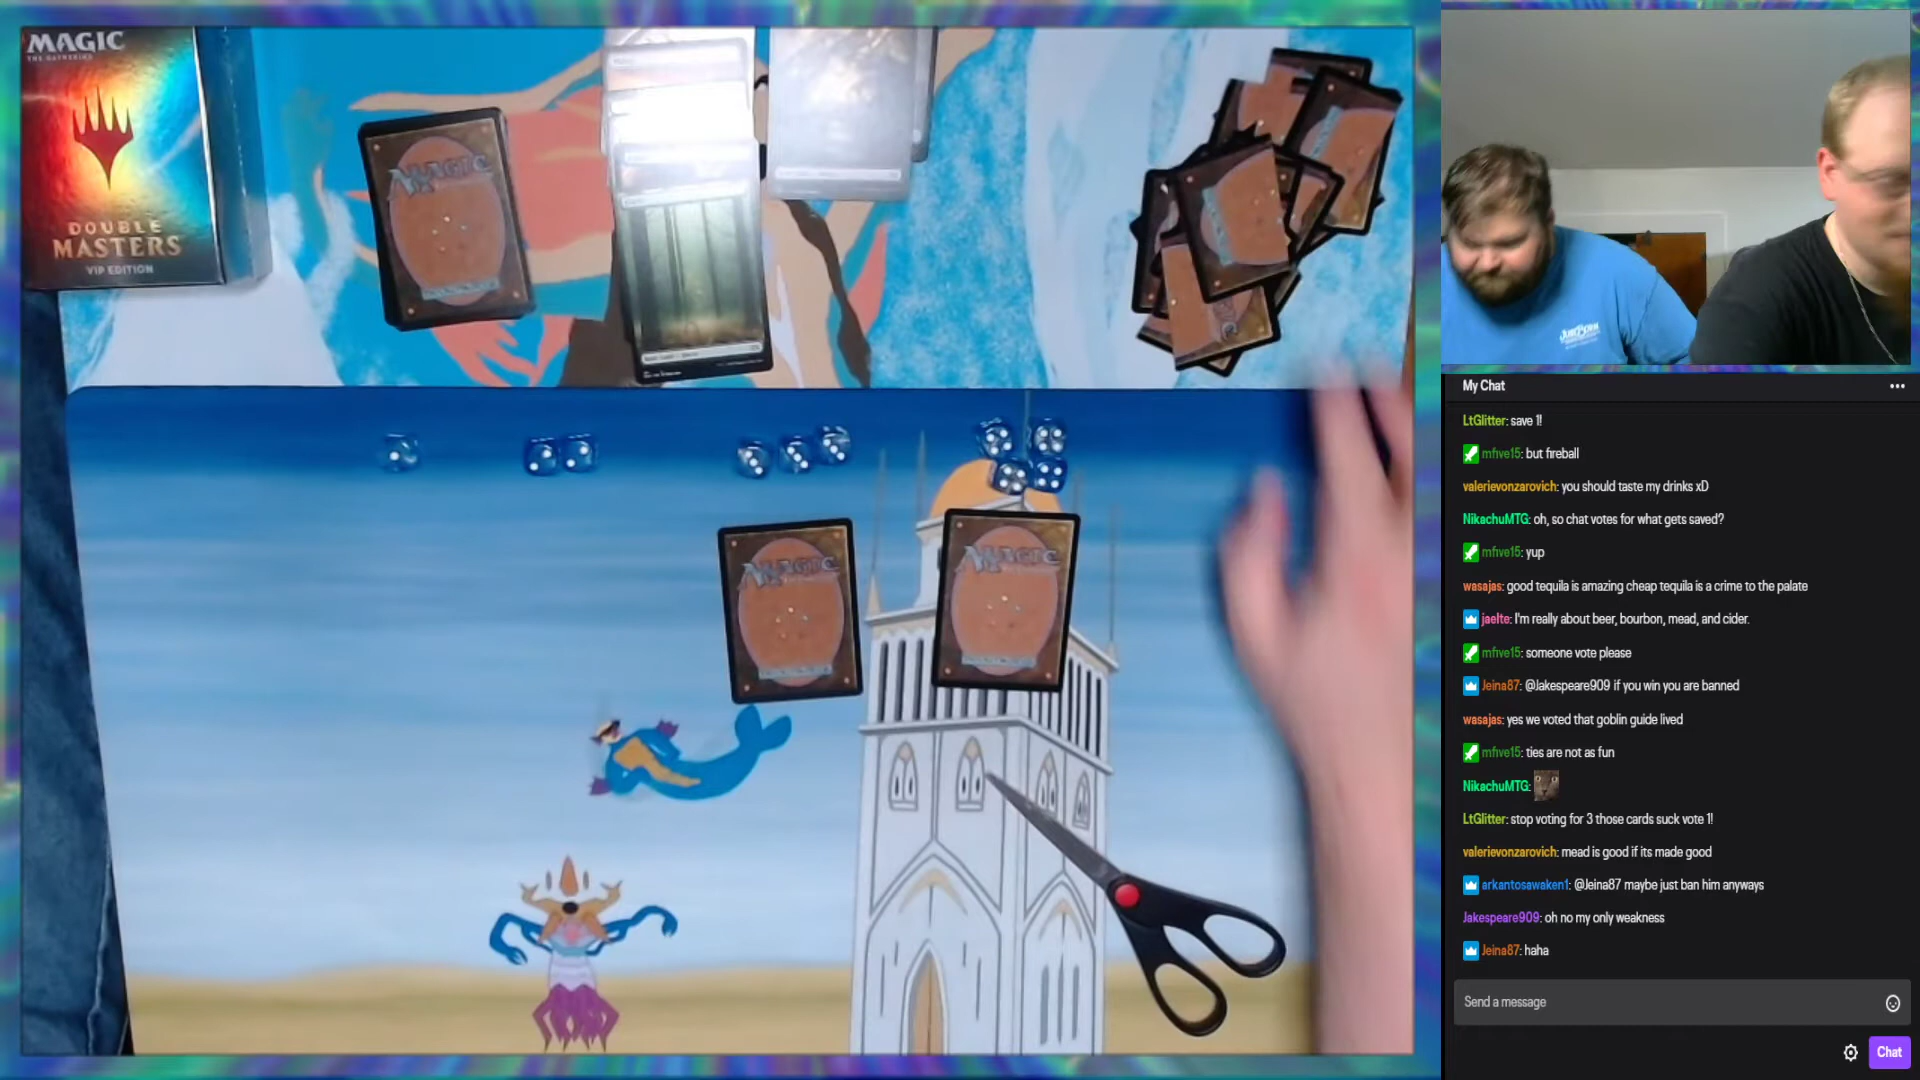 MAGIC
THE GATHERING
DOUBLE
MASTERS
VIP EDITION
MAGIC
MAGIC
MAGIC
My Chat
LtGlitter: save 1!
mfive15: but fireball
valerievonzarovich: you should taste my drinks xD
NikachuMTG: oh, so chat votes for what gets saved?
mfive15: yup
wasajas: good tequila is amazing cheap tequila is a crime to the palate
jaelte: I'm really about beer, bourbon, mead, and cider.
mfive15: someone vote please
Jeina87: @Jakespeare909 if you win you are banned
wasajas: yes we voted that goblin guide lived
mfive15: ties are not as fun
NikachuMTG:
LtGlitter: stop voting for 3 those cards suck vote 1!
valerievonzarovich: mead is good if its made good
arkantosawaken1: @Jeina87 maybe just ban him anyways
Jakespeare909: oh no my only weakness
Jeina87: haha
Send a message
Chat